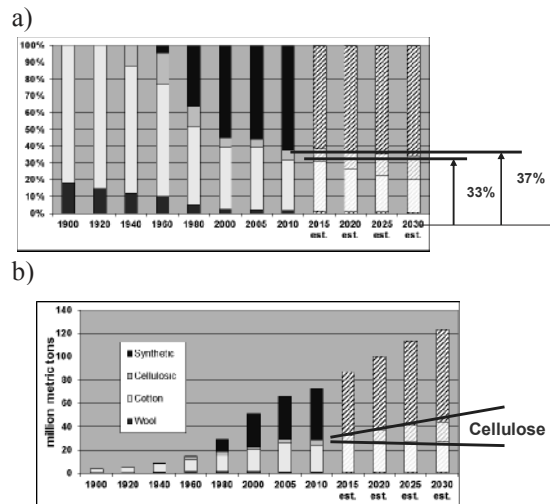 a)
100%
90%
80%
70%
60%
50%
40%
30%
20%
10%
0%
1900 1920 1940 1960 1980 2000 2005 2010 2015 2020 2025 2030
est. est. est. est.
33%
37%
b)
million metric tons
140
120
100
80
60
40
20
0
Synthetic
Cellulosic
Cotton
Wool
Cellulose
1900 1920 1940 1960 1980 2000 2005 2010 2015 2020 2025 2030
est. est. est. est.